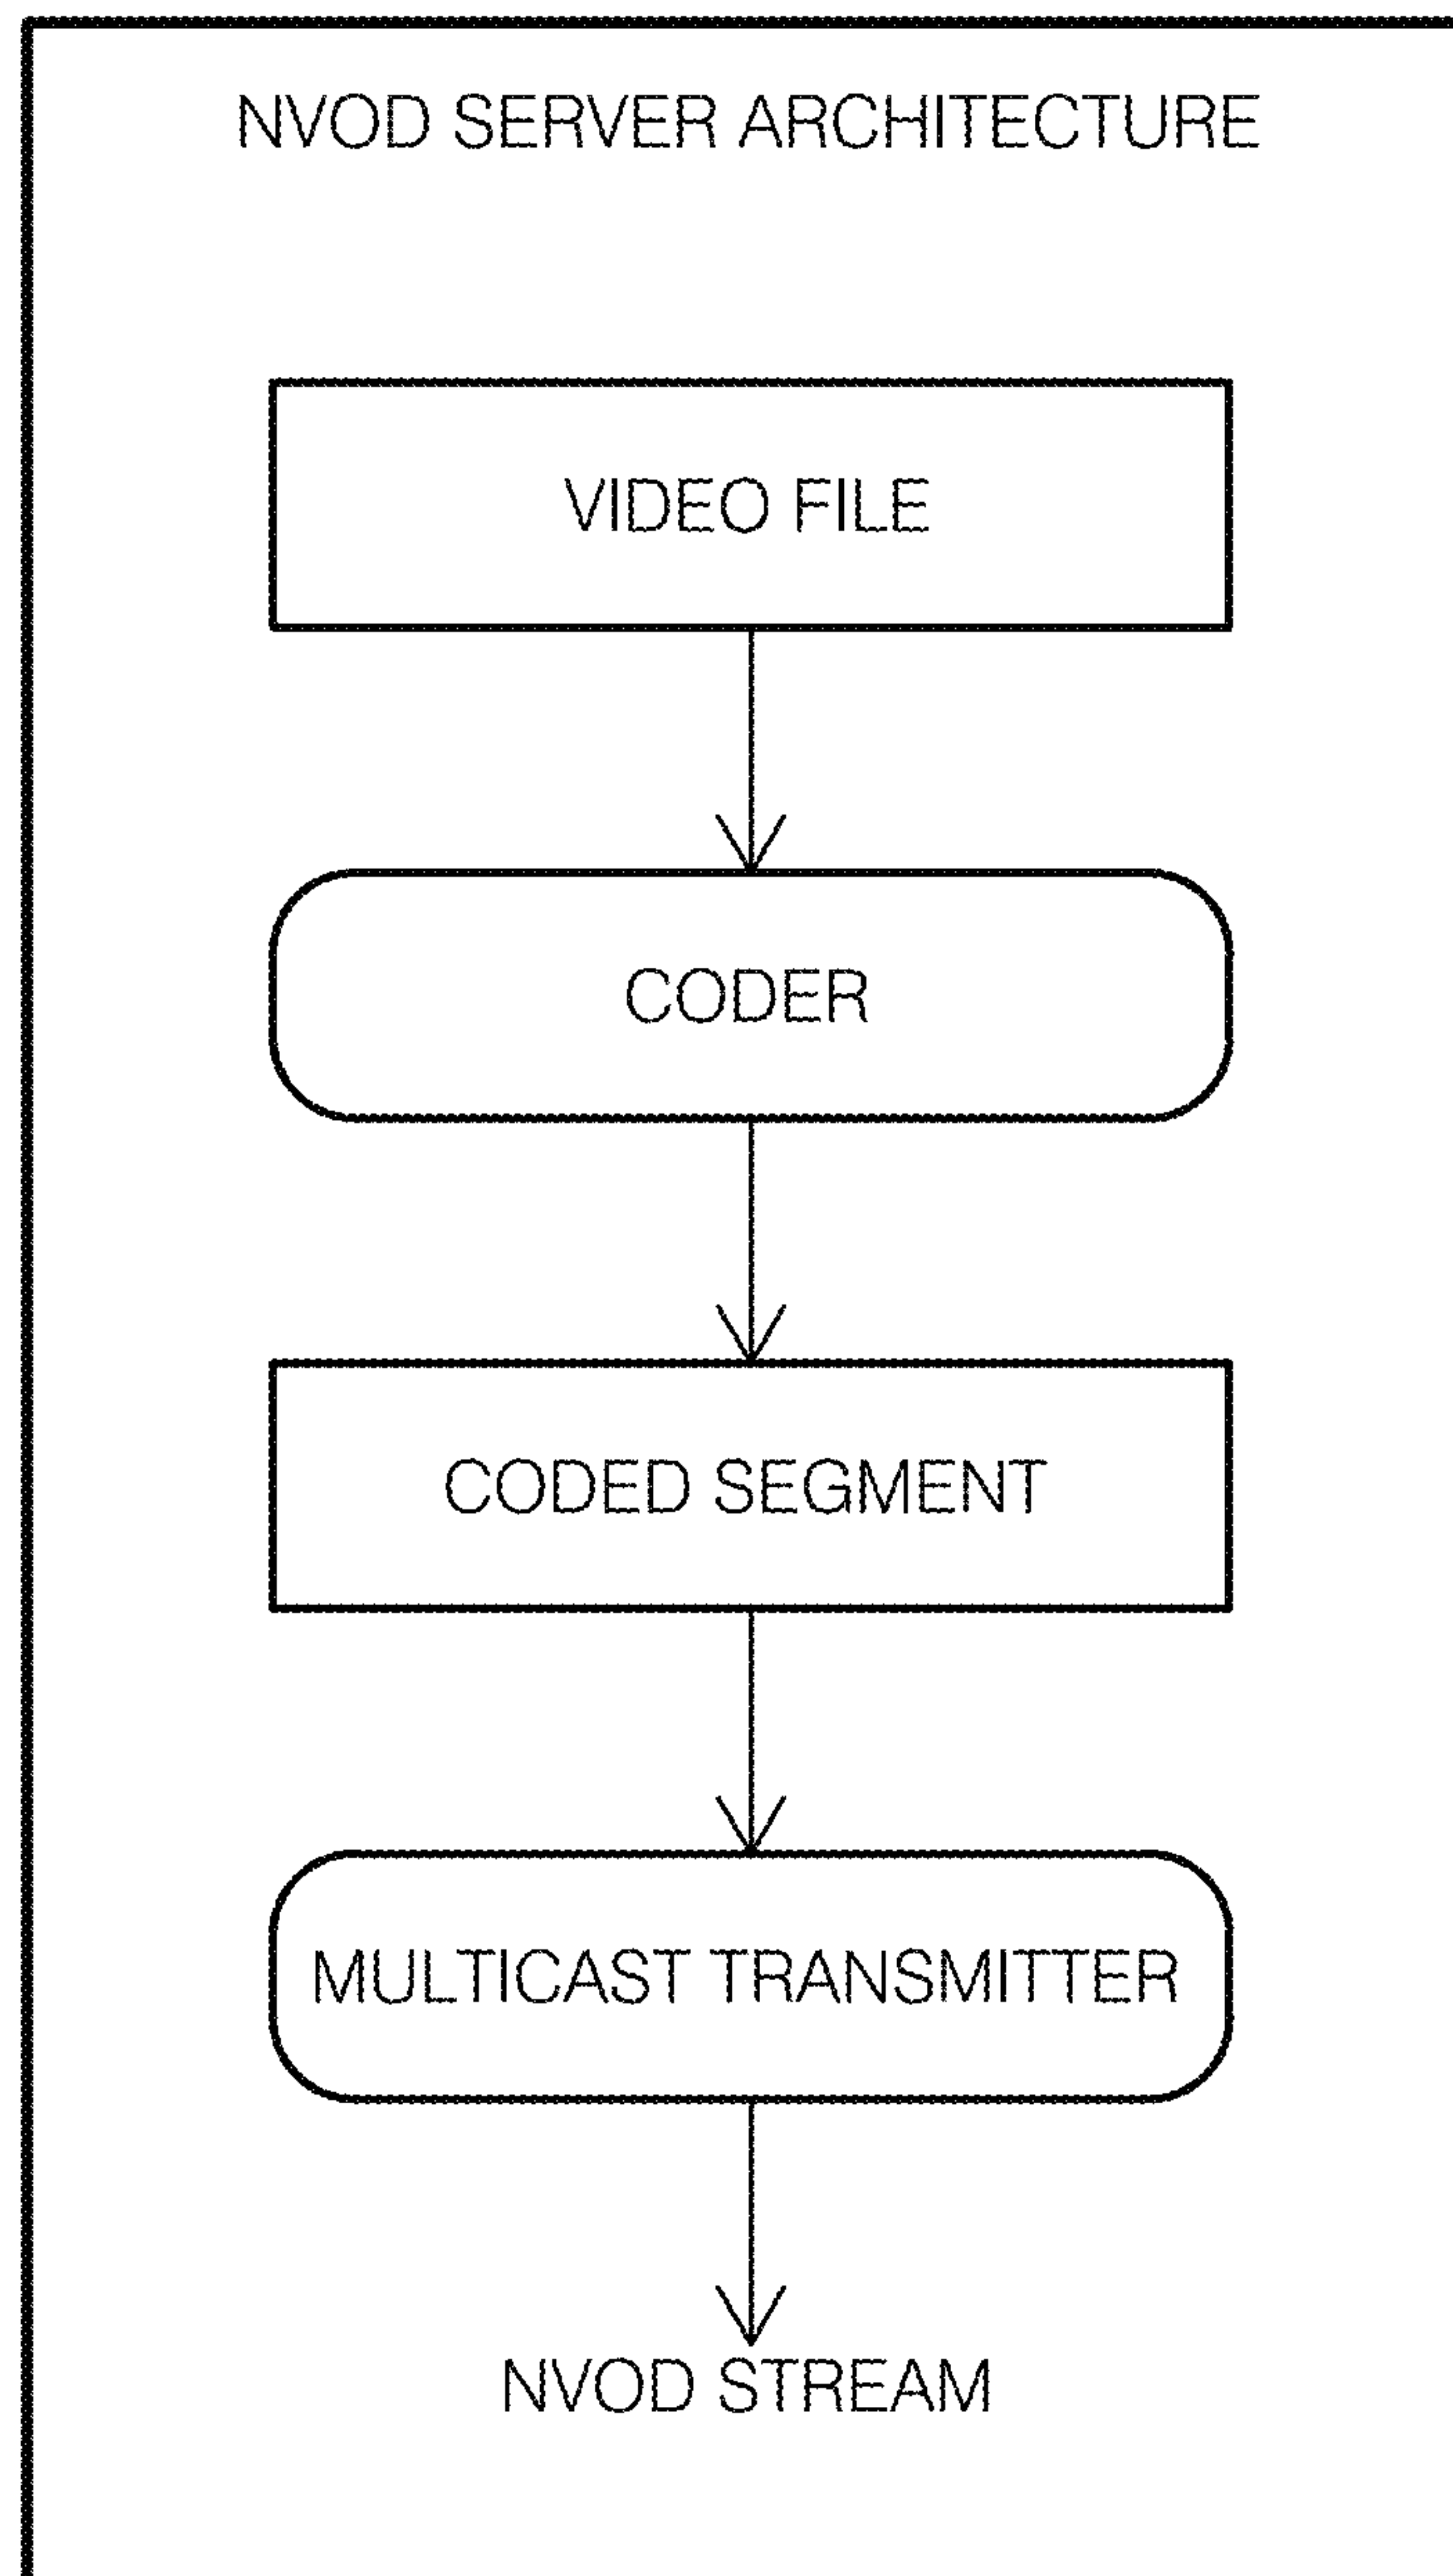 NVOD SERVER ARCHITECTURE
VIDEO FILE
CODER
CODED SEGMENT
MULTICAST TRANSMITTER
NVOD STREAM